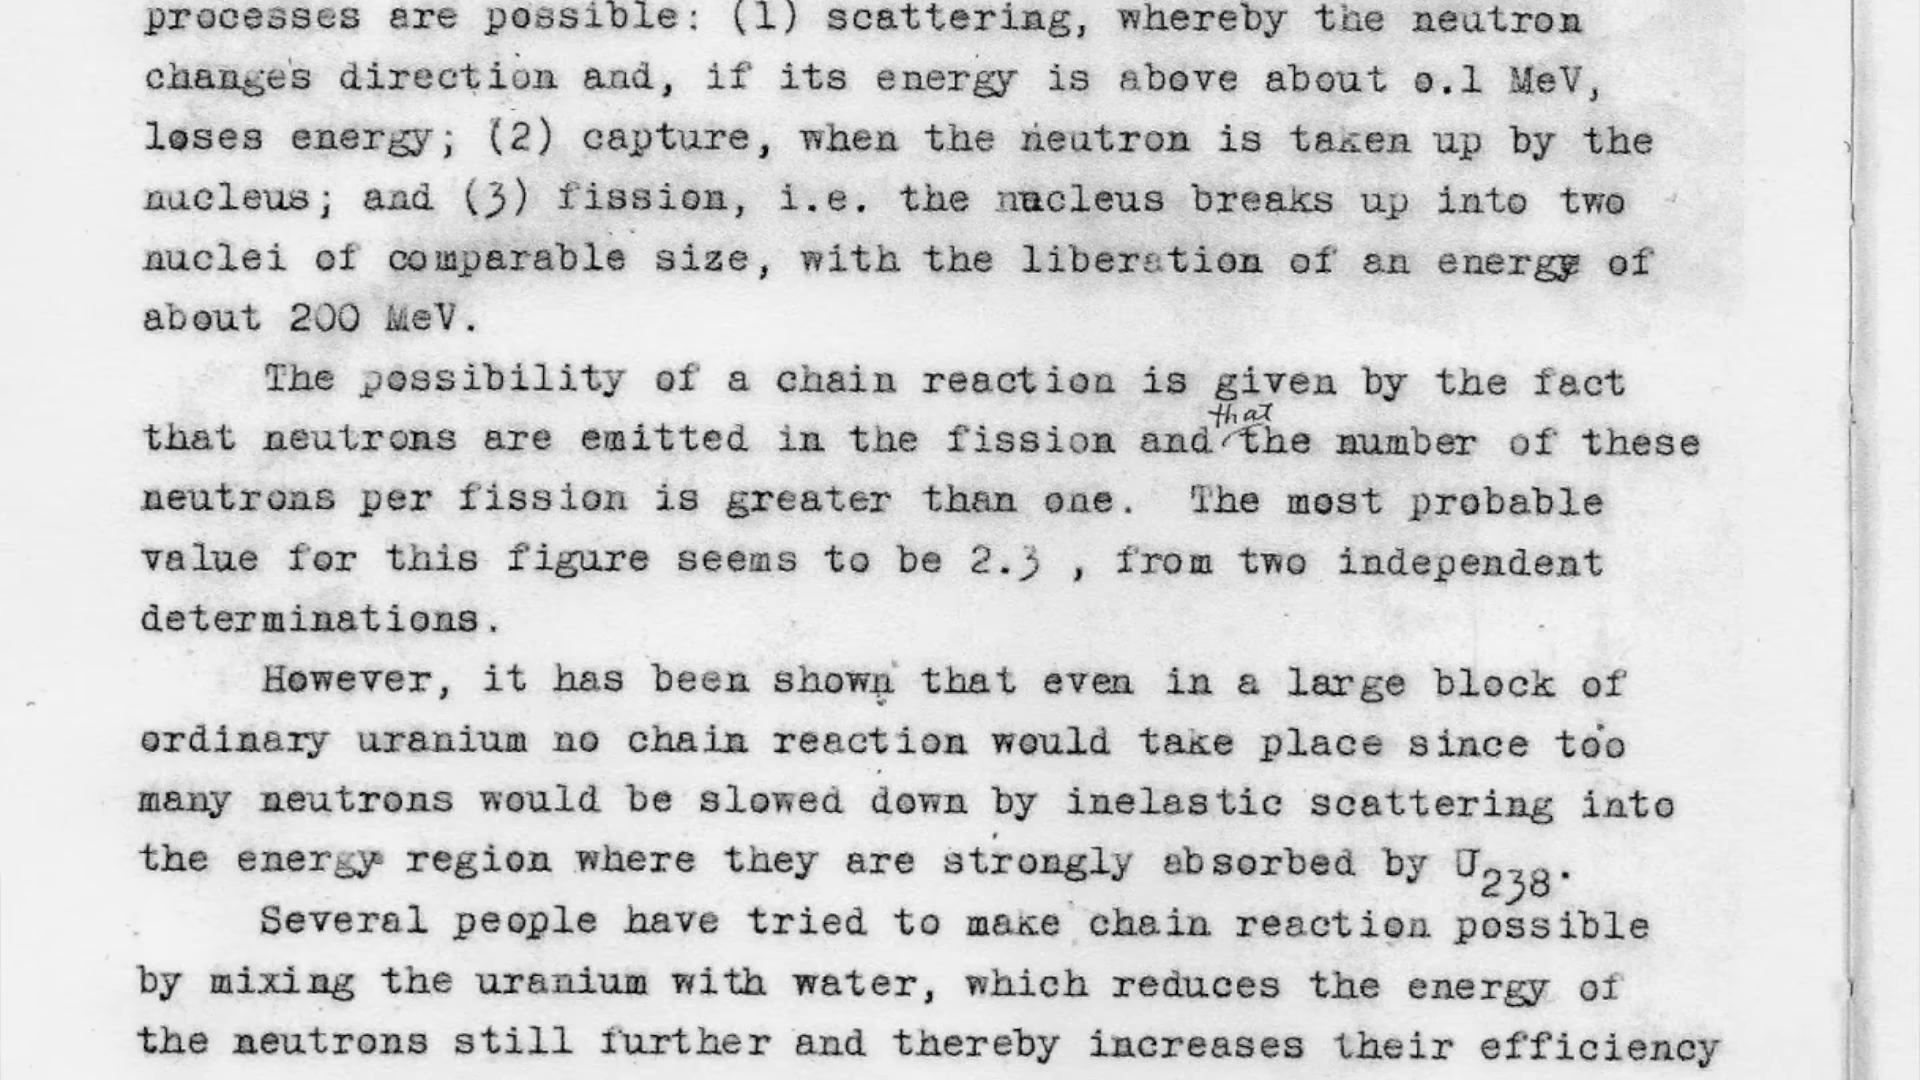 processes are possible: (1) scattering, whereby the neutron
changes direction and, if its energy is above about 0.1 MeV,
loses energy; (2) capture, when the neutron is taken up by the
nucleus; and (3) fission, i.e. the nucleus breaks up into two
nuclei of comparable size, with the liberation of an energy of
about 200 MeV.
The possibility of a chain reaction is given by the fact
that
that neutrons are emitted in the fission and the number of these
neutrons per fission is greater than one. The most probable
value for this figure seems to be 2.3 , from two independent
determinations.
However, it has been shown that even in a large block of
ordinary uranium no chain reaction would take place since too
many neutrons would be slowed down by inelastic scattering into
the energy region where they are strongly absorbed by U238.
Several people have tried to make chain reaction possible
by mixing the uranium with water, which reduces the energy of
the neutrons still further and thereby increases their efficiency